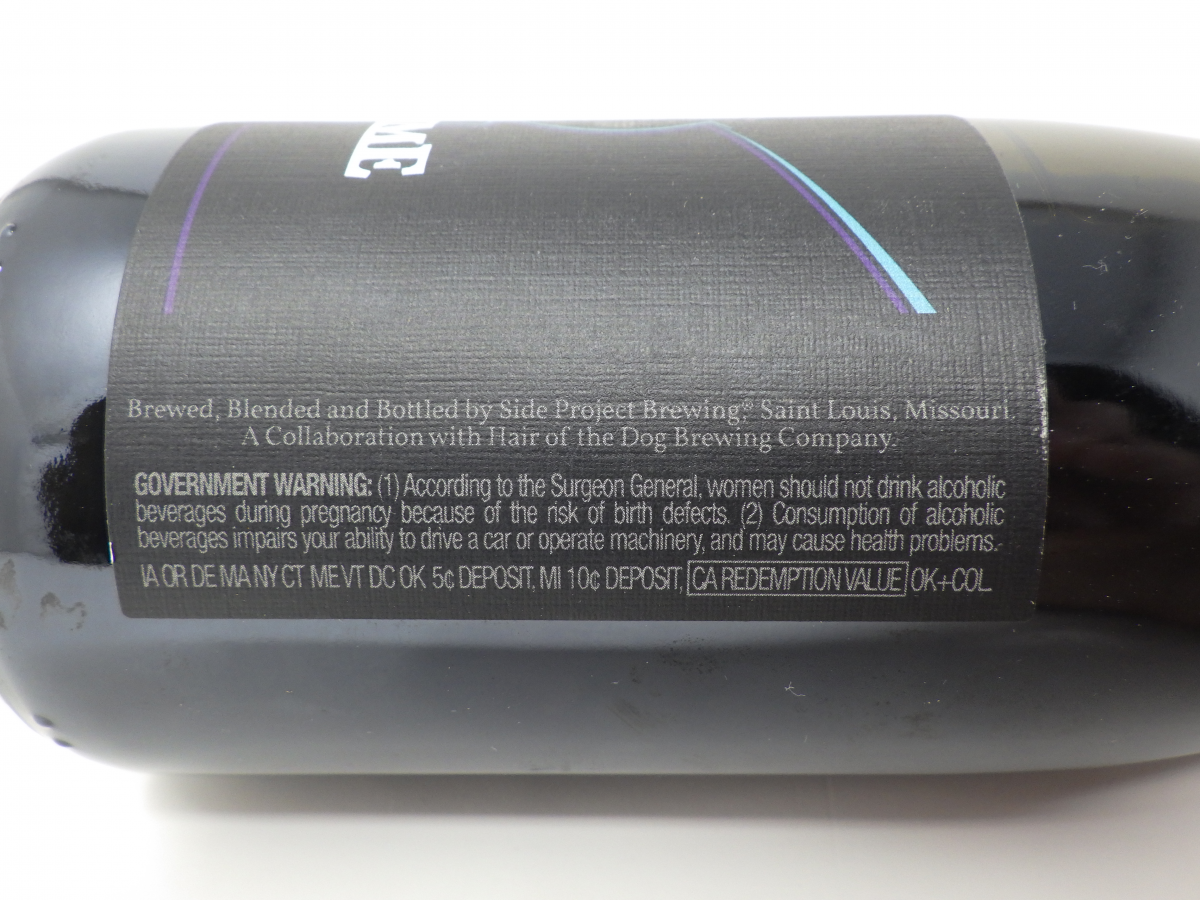 ME
Brewed, Blended and Bottled by Side Project Brewing,® Saint Louis, Missouri.
A Collaboration with Hair of the Dog Brewing Company.
GOVERNMENT WARNING: (1) According to the Surgeon General, women should not drink alcoholic
beverages during pregnancy because of the risk of birth defects. (2) Consumption of alcoholic
beverages impairs your ability to drive a car or operate machinery, and may cause health problems.
IA OR DE MA NY CT ME VT DC OK 5¢ DEPOSIT, MI 10¢ DEPOSIT, CA REDEMPTION VALUE OK+COL